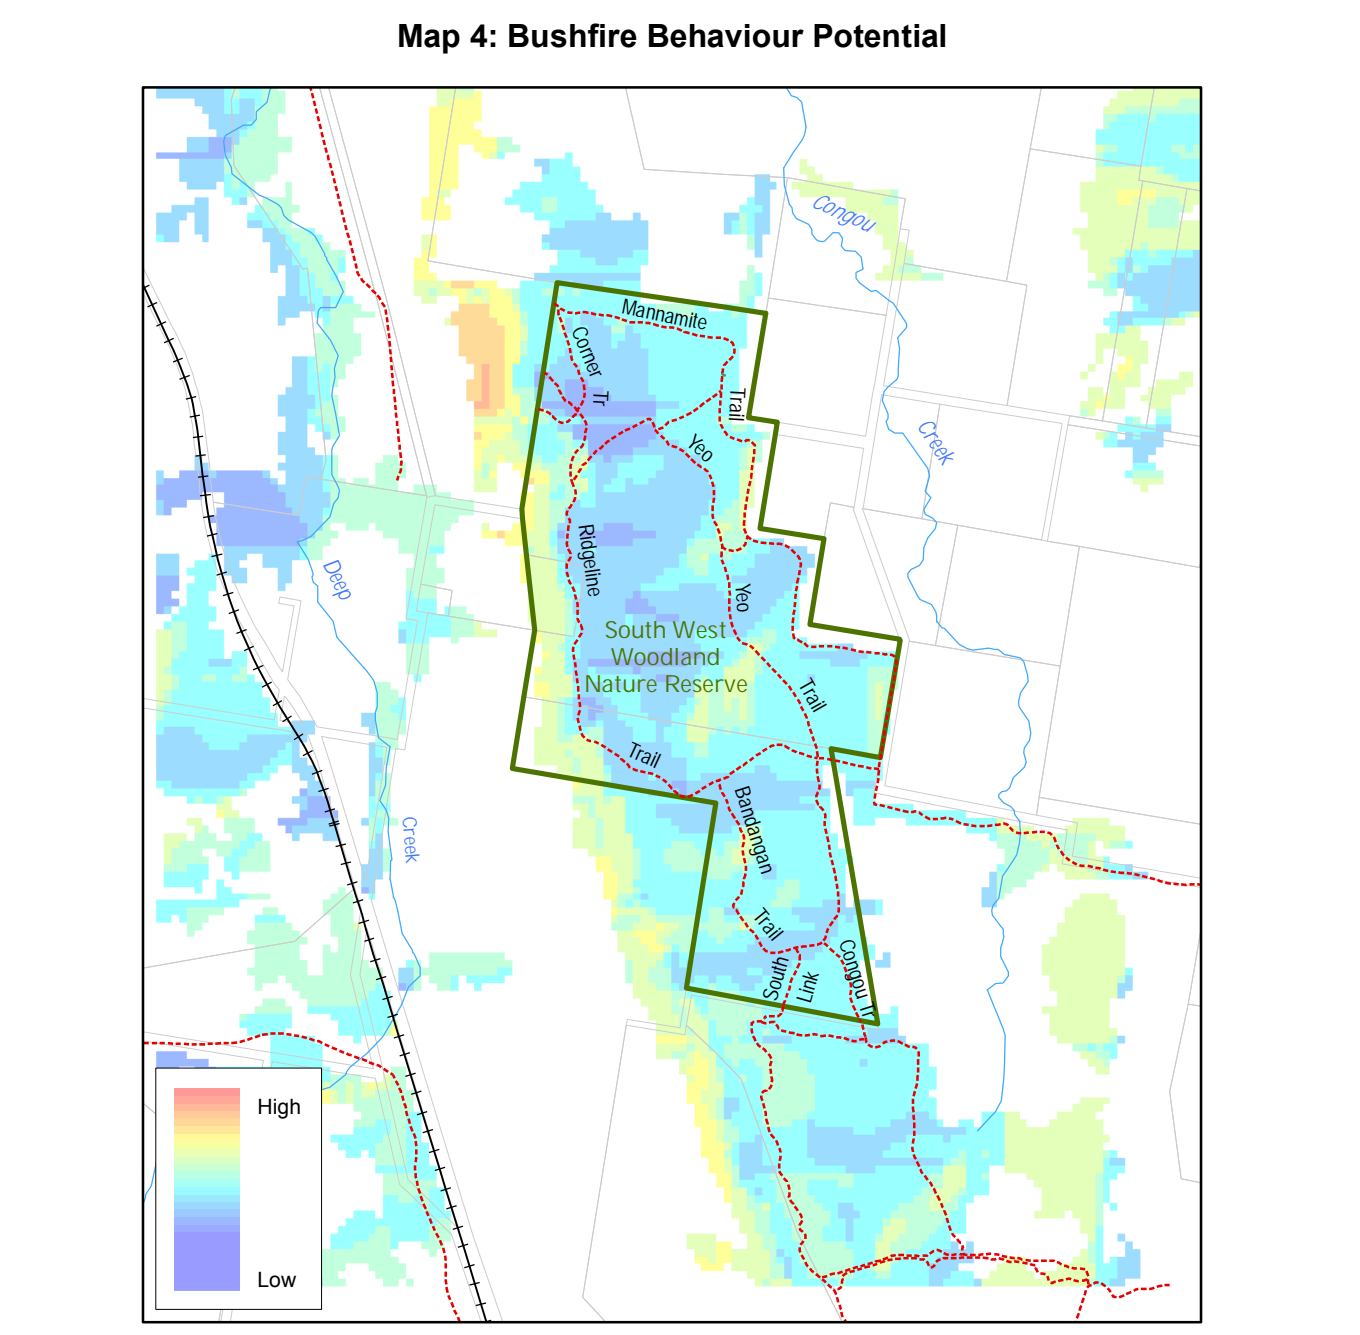 Map 4: Bushfire Behaviour Potential
Congou
Mannamite
Corner
Tr
Trail
Creek
Yeo
Ridgeline
Deep
Yeo
South West
Woodland
Nature Reserve
Trail
Trail
Bandangan
Creek
Trail
South
Link
Congou Tr
High
Low